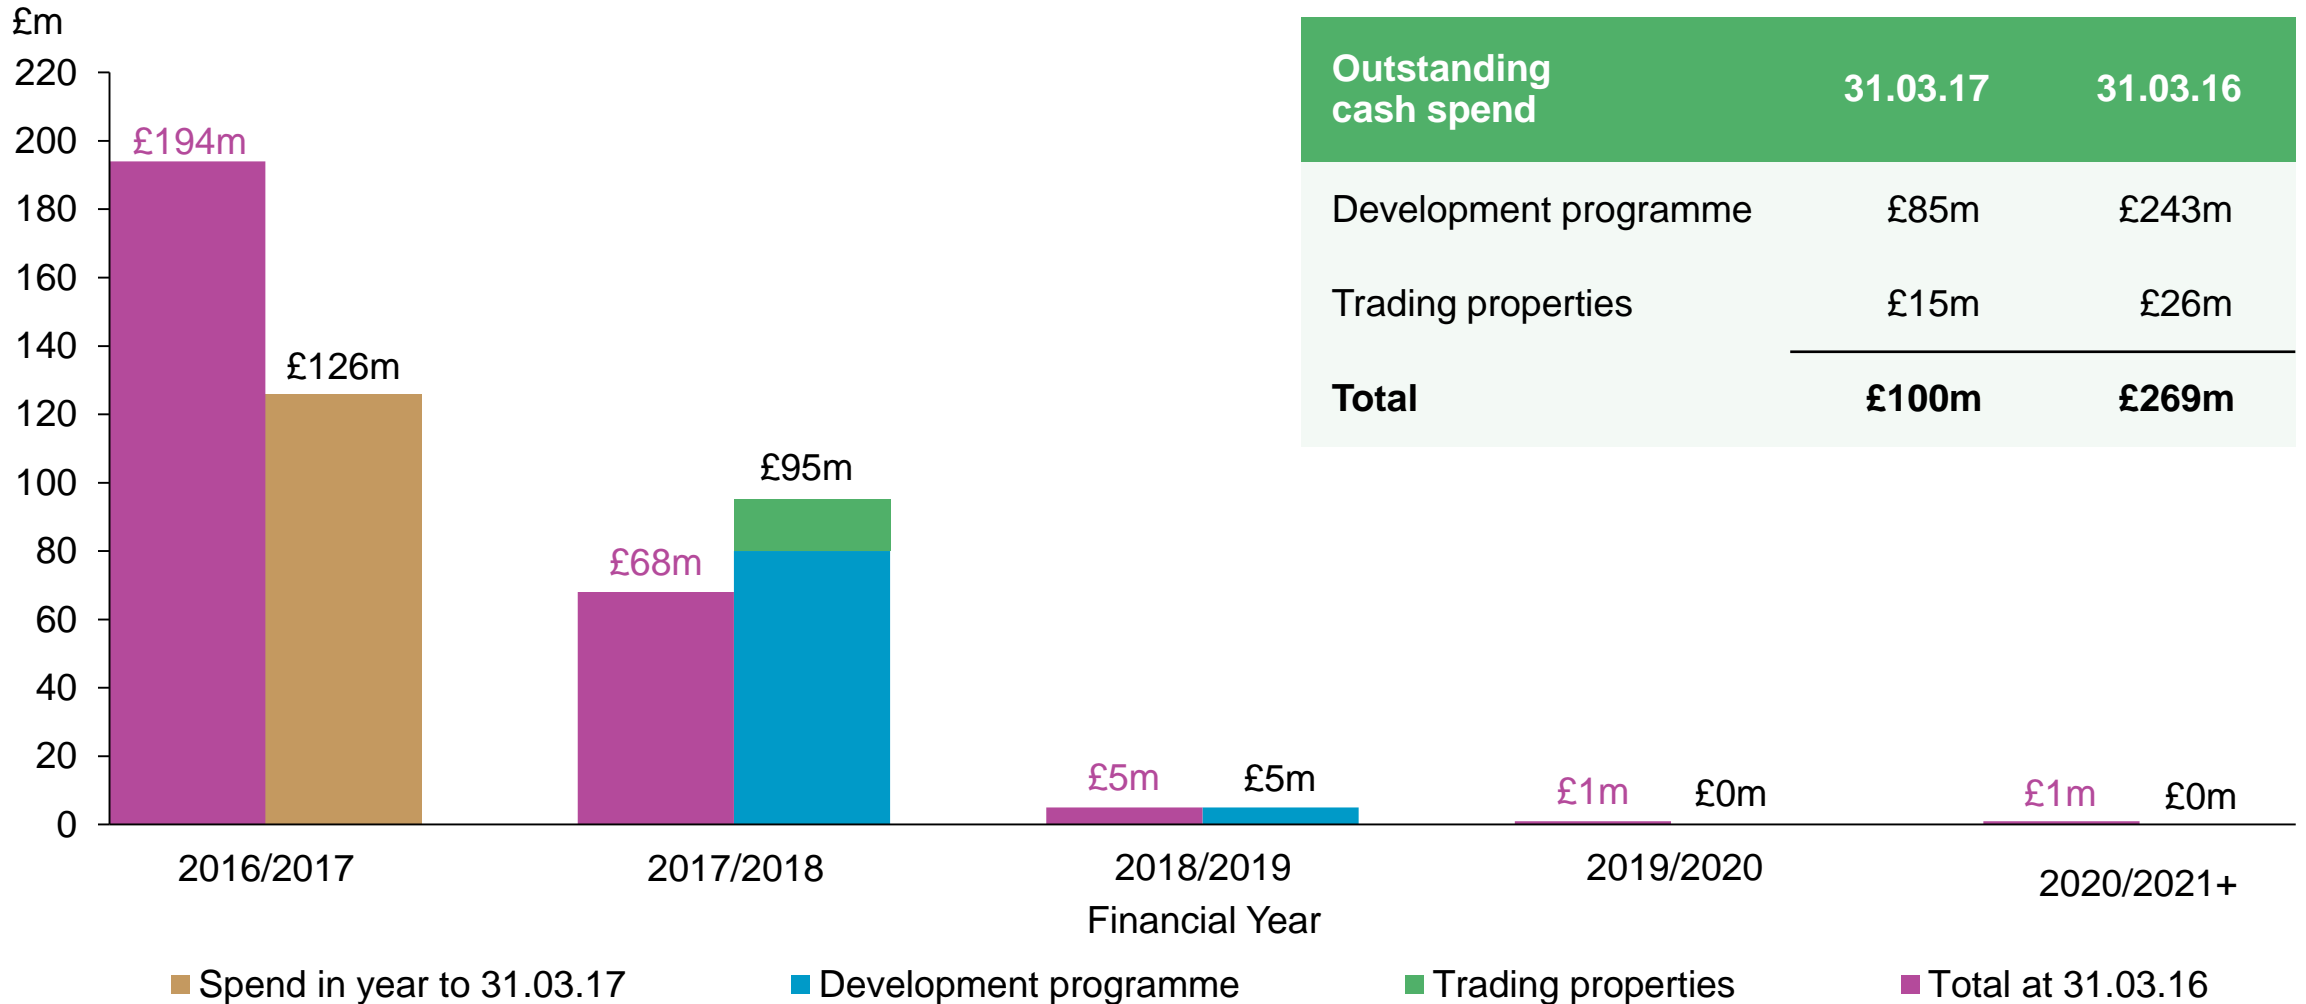 £m
220
200
180
160
140
120
100
80
60
40
20
0
£194m
£126m
£68m
£95m
£5m
£5m
£1m
£0m
£1m
£0m
2016/2017
2017/2018
2018/2019
2019/2020
2020/2021+
Financial Year
Spend in year to 31.03.17
Development programme
Trading properties
Total at 31.03.16
Outstanding
cash spend
31.03.17 31.03.16
Development programme £85m £243m
Trading properties £15m £26m
Total £100m £269m